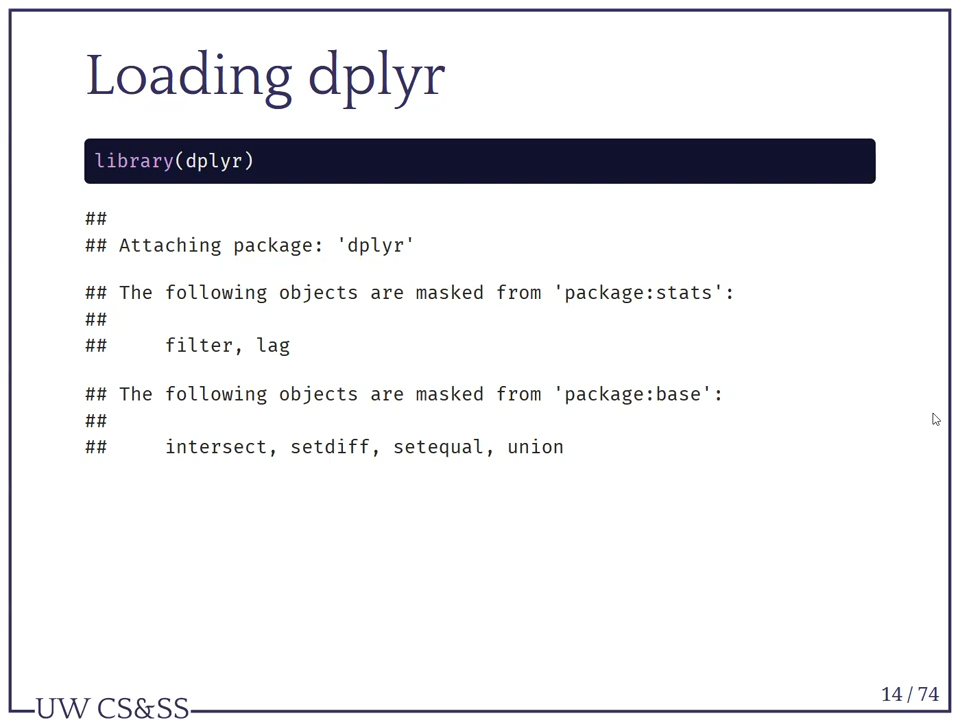 Loading dplyr
library(dplyr)
##
## Attaching package: 'dplyr'
## The following objects are masked from 'package:stats':
##
##     filter, lag
## The following objects are masked from 'package:base':
##
##     intersect, setdiff, setequal, union
14 / 74
UW CS&SS